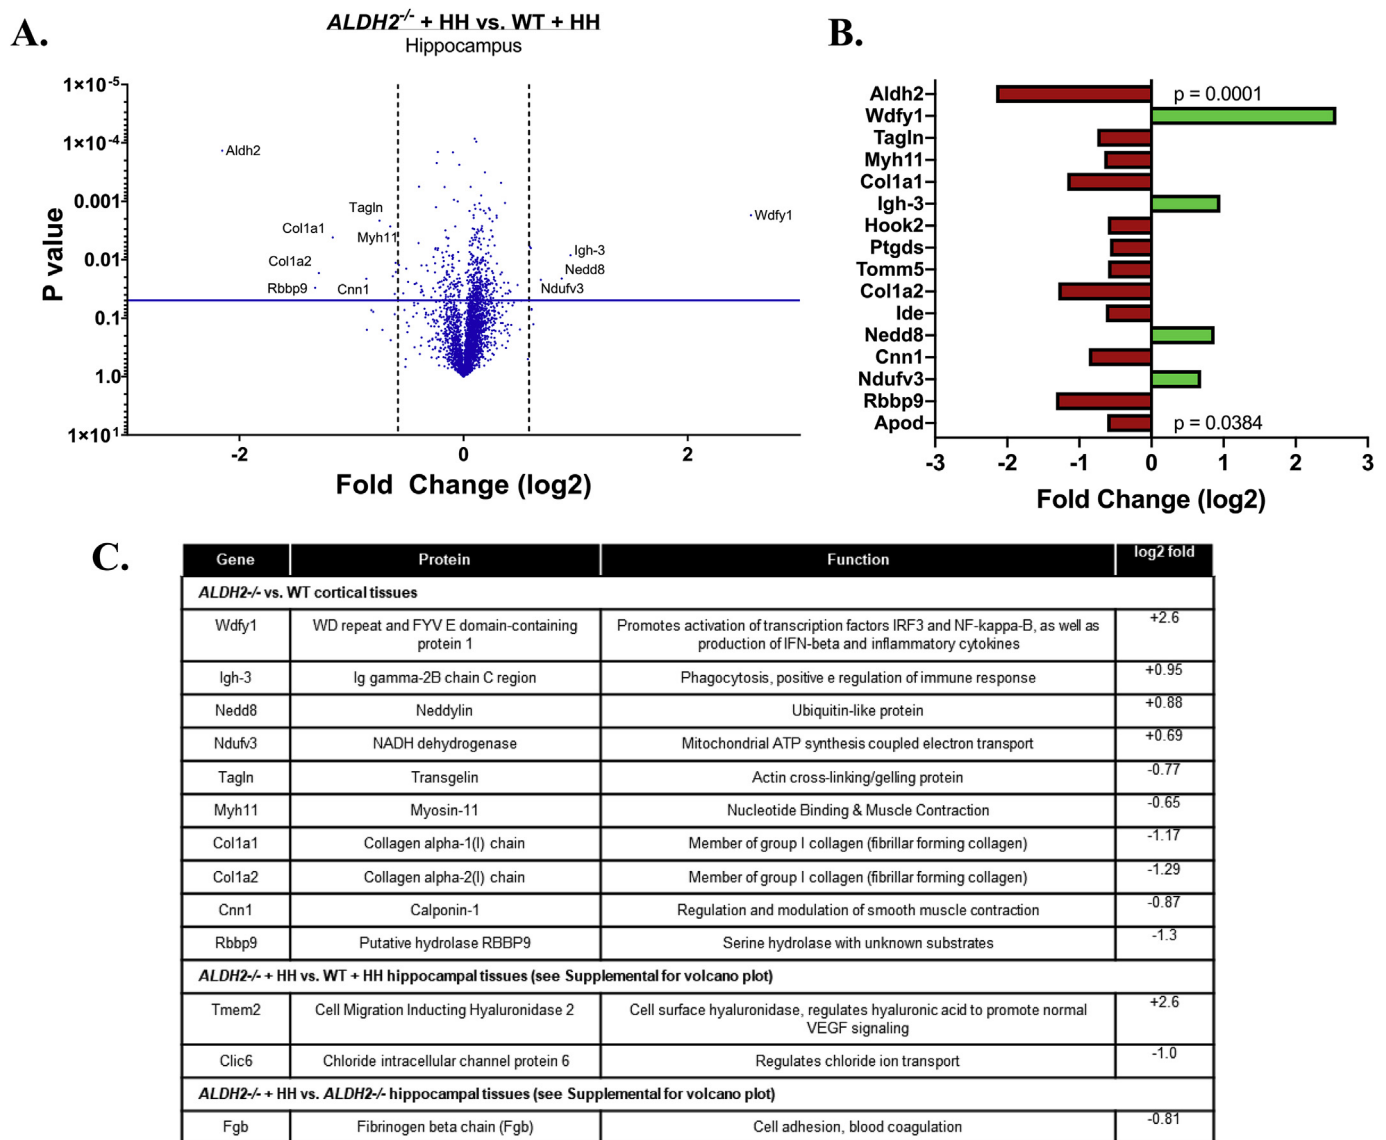 A.
ALDH2-/- + HH vs. WT + HH
Hippocampus
P value
1×10-5
1×10-4
0.001
0.01
0.1
1.0
1×101
Aldh2
Tagln
Col1a1
Myh11
Col1a2
Rbbp9
Cnn1
Wdfy1
Igh-3
Nedd8
Ndufv3
-2
0
2
Fold Change (log2)
B.
Aldh2
Wdfy1
Tagln
Myh11
Col1a1
Igh-3
Hook2
Ptgds
Tomm5
Col1a2
Ide
Nedd8
Cnn1
Ndufv3
Rbbp9
Apod
p = 0.0001
p = 0.0384
-3 -2 -1 0 1 2 3
Fold Change (log2)
C.
Gene Protein Function log2 fold
ALDH2-/- vs. WT cortical tissues
Wdfy1 WD repeat and FYV E domain-containing protein 1 Promotes activation of transcription factors IRF3 and NF-kappa-B, as well as production of IFN-beta and inflammatory cytokines +2.6
Igh-3 Ig gamma-2B chain C region Phagocytosis, positive e regulation of immune response +0.95
Nedd8 Neddylin Ubiquitin-like protein +0.88
Ndufv3 NADH dehydrogenase Mitochondrial ATP synthesis coupled electron transport +0.69
Tagln Transgelin Actin cross-linking/gelling protein -0.77
Myh11 Myosin-11 Nucleotide Binding & Muscle Contraction -0.65
Col1a1 Collagen alpha-1(I) chain Member of group I collagen (fibrillar forming collagen) -1.17
Col1a2 Collagen alpha-2(I) chain Member of group I collagen (fibrillar forming collagen) -1.29
Cnn1 Calponin-1 Regulation and modulation of smooth muscle contraction -0.87
Rbbp9 Putative hydrolase RBBP9 Serine hydrolase with unknown substrates -1.3
ALDH2-/- + HH vs. WT + HH hippocampal tissues (see Supplemental for volcano plot)
Tmem2 Cell Migration Inducing Hyaluronidase 2 Cell surface hyaluronidase, regulates hyaluronic acid to promote normal VEGF signaling +2.6
Clic6 Chloride intracellular channel protein 6 Regulates chloride ion transport -1.0
ALDH2-/- + HH vs. ALDH2-/- hippocampal tissues (see Supplemental for volcano plot)
Fgb Fibrinogen beta chain (Fgb) Cell adhesion, blood coagulation -0.81